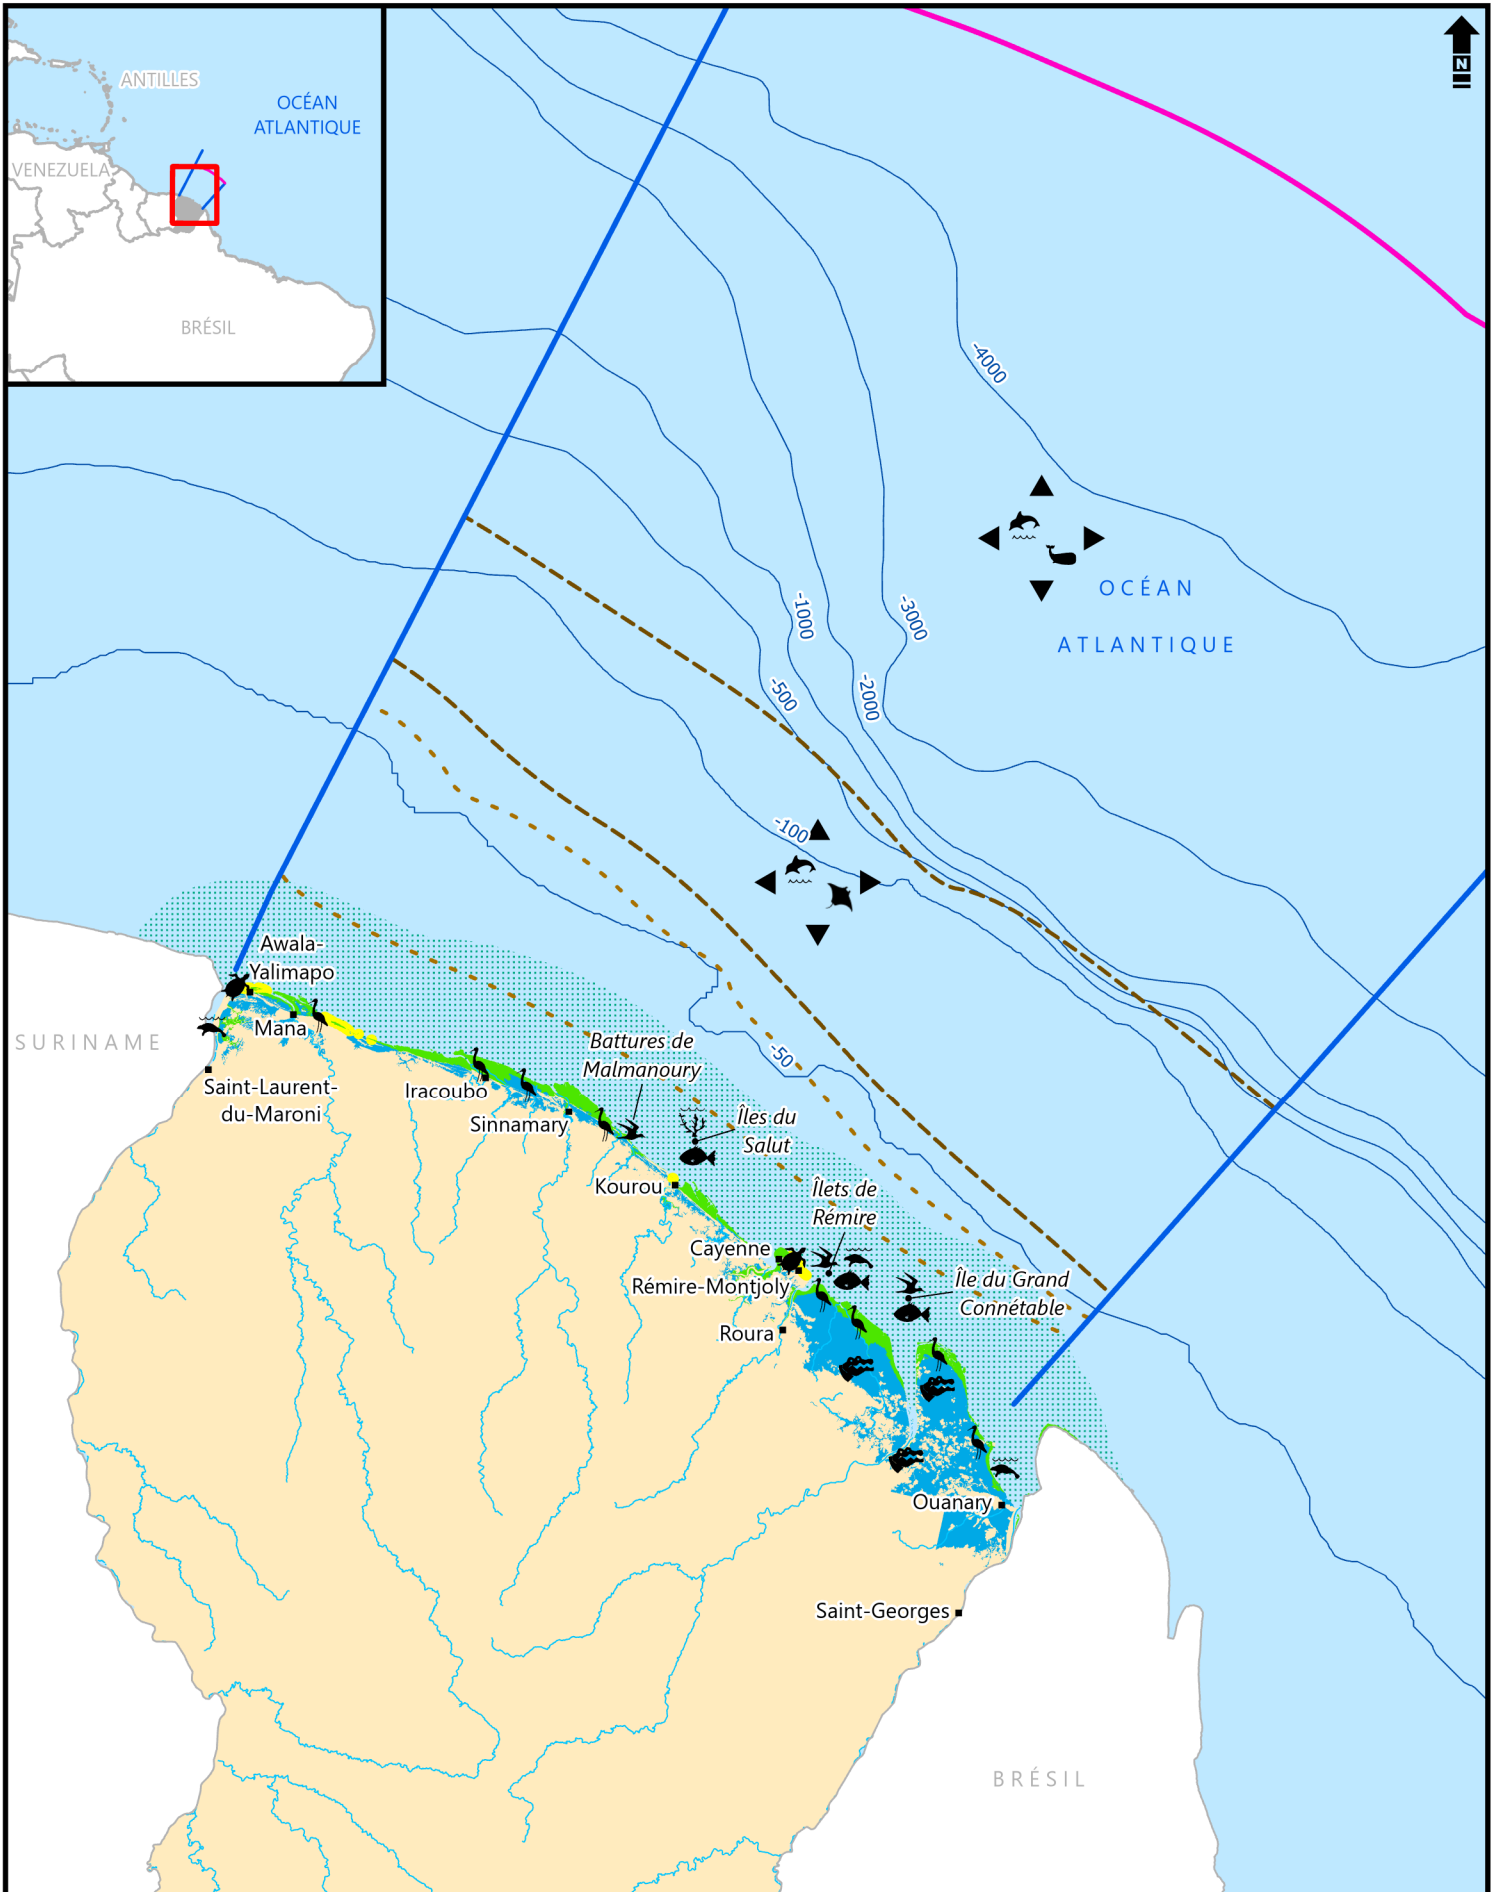 N
ANTILLES
OCÉAN
ATLANTIQUE
VENEZUELA
BRÉSIL
-4000
OCÉAN
ATLANTIQUE
-3000
-1000
-2000
-500
-100
-50
Awala-
Yalimapo
SURINAME
Mana
Saint-Laurent-
du-Maroni
Iracoubo
Sinnamary
Battures de
Malmanoury
Îles du
Salut
Kourou
Îlets de
Rémire
Cayenne
Rémire-Montjoly
Île du Grand
Connétable
Roura
Ouanary
Saint-Georges
BRÉSIL